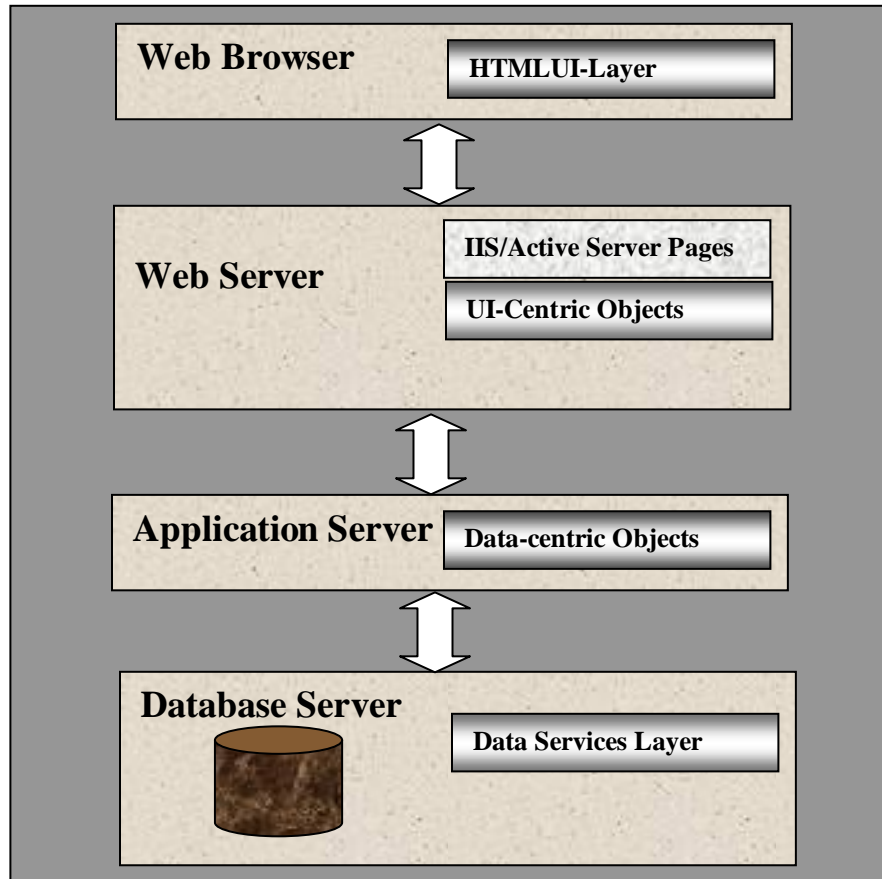 Web Browser
HTMLUI-Layer
Web Server
IIS/Active Server Pages
UI-Centric Objects
Application Server
Data-centric Objects
Database Server
Data Services Layer